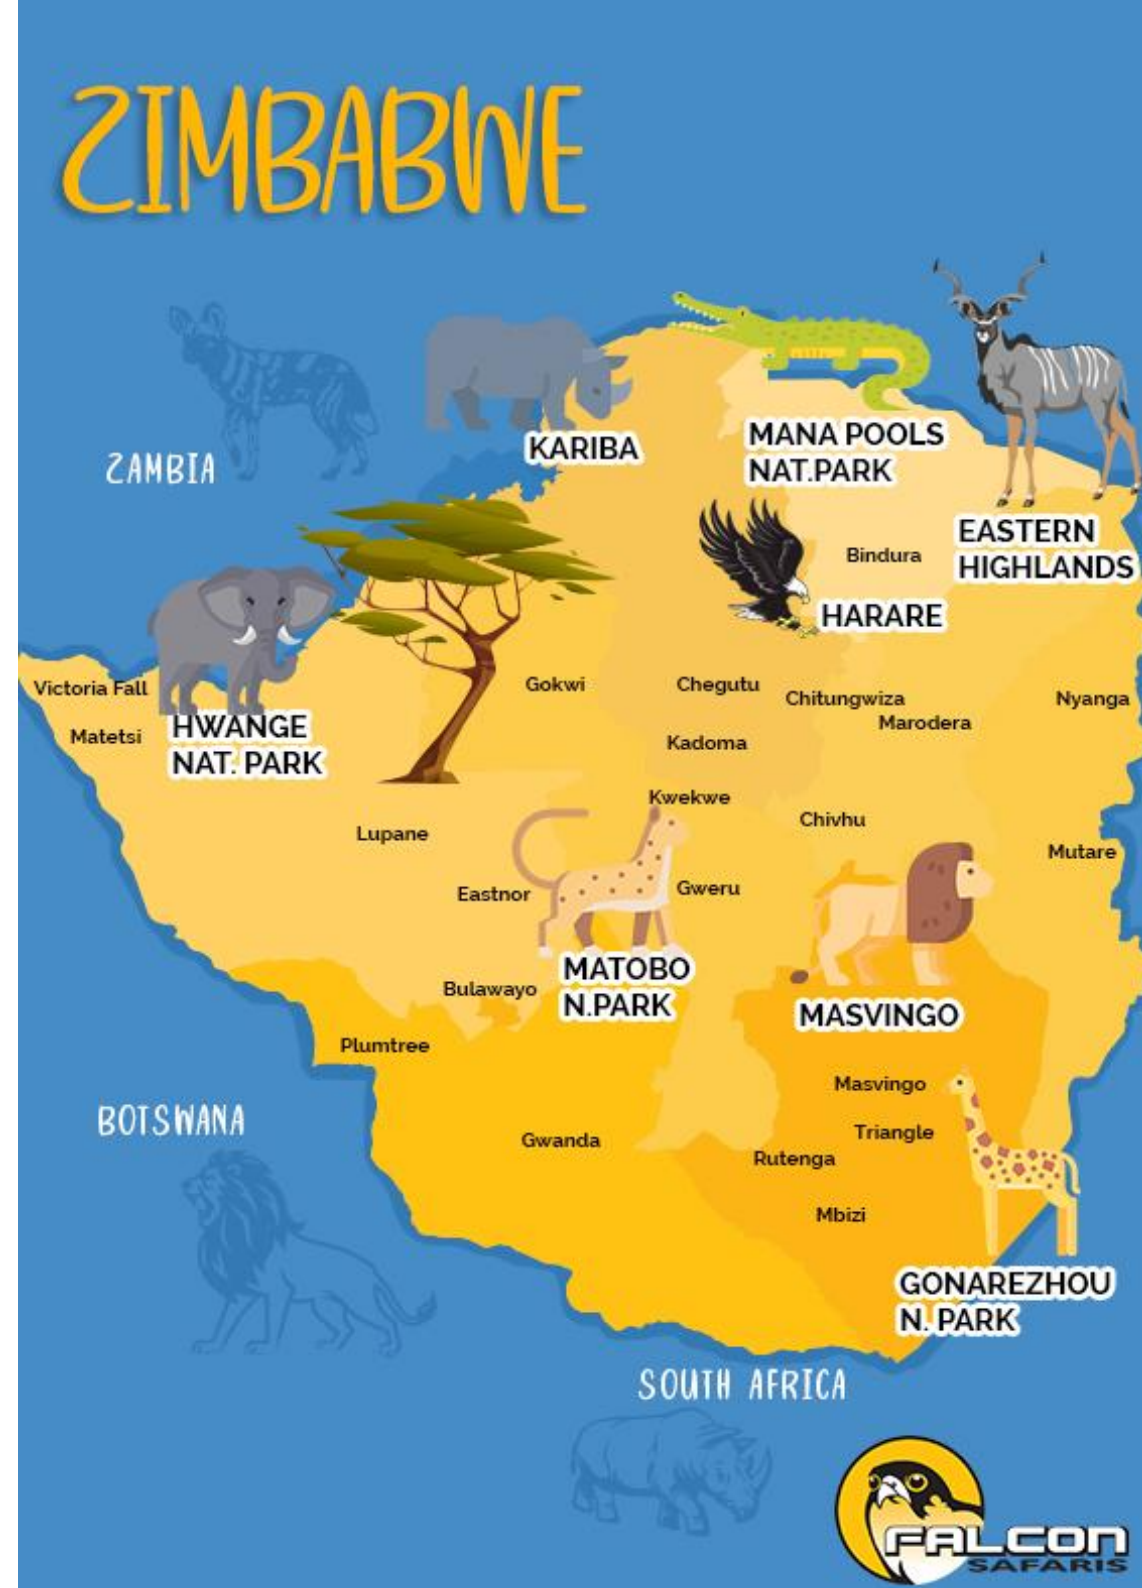 ZIMBABWE
KARIBA
MANA POOLS
NAT.PARK
ZAMBIA
EASTERN
HIGHLANDS
Bindura
HARARE
Victoria Fall
Gokwi
Chegutu
Chitungwiza
Nyanga
Matetsi
HWANGE
NAT. PARK
Marodera
Kadoma
Kwekwe
Chivhu
Lupane
Mutare
Eastnor
Gweru
MATOBO
N.PARK
Bulawayo
MASVINGO
Plumtree
Masvingo
BOTSWANA
Triangle
Gwanda
Rutenga
Mbizi
GONAREZHOU
N. PARK
SOUTH AFRICA
FALCON
SAFARIS